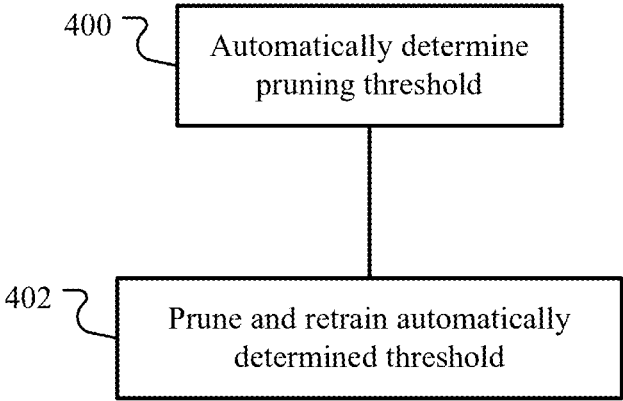 400
Automatically determine
pruning threshold
402
Prune and retrain automatically
determined threshold